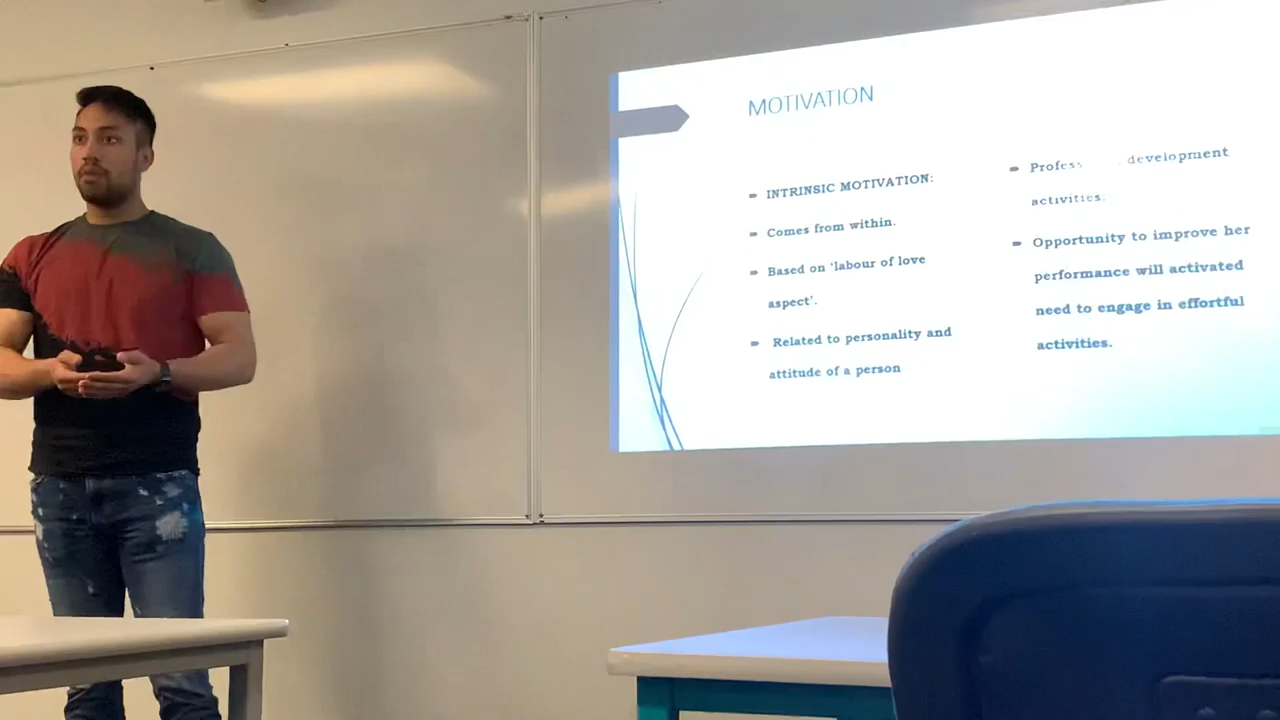 MOTIVATION
INTRINSIC MOTIVATION:
Comes from within.
Based on ‘labour of love
aspect’.
Related to personality and
attitude of a person
development
activities.
Opportunity to improve her
performance will activated
need to engage in effortful
activities.